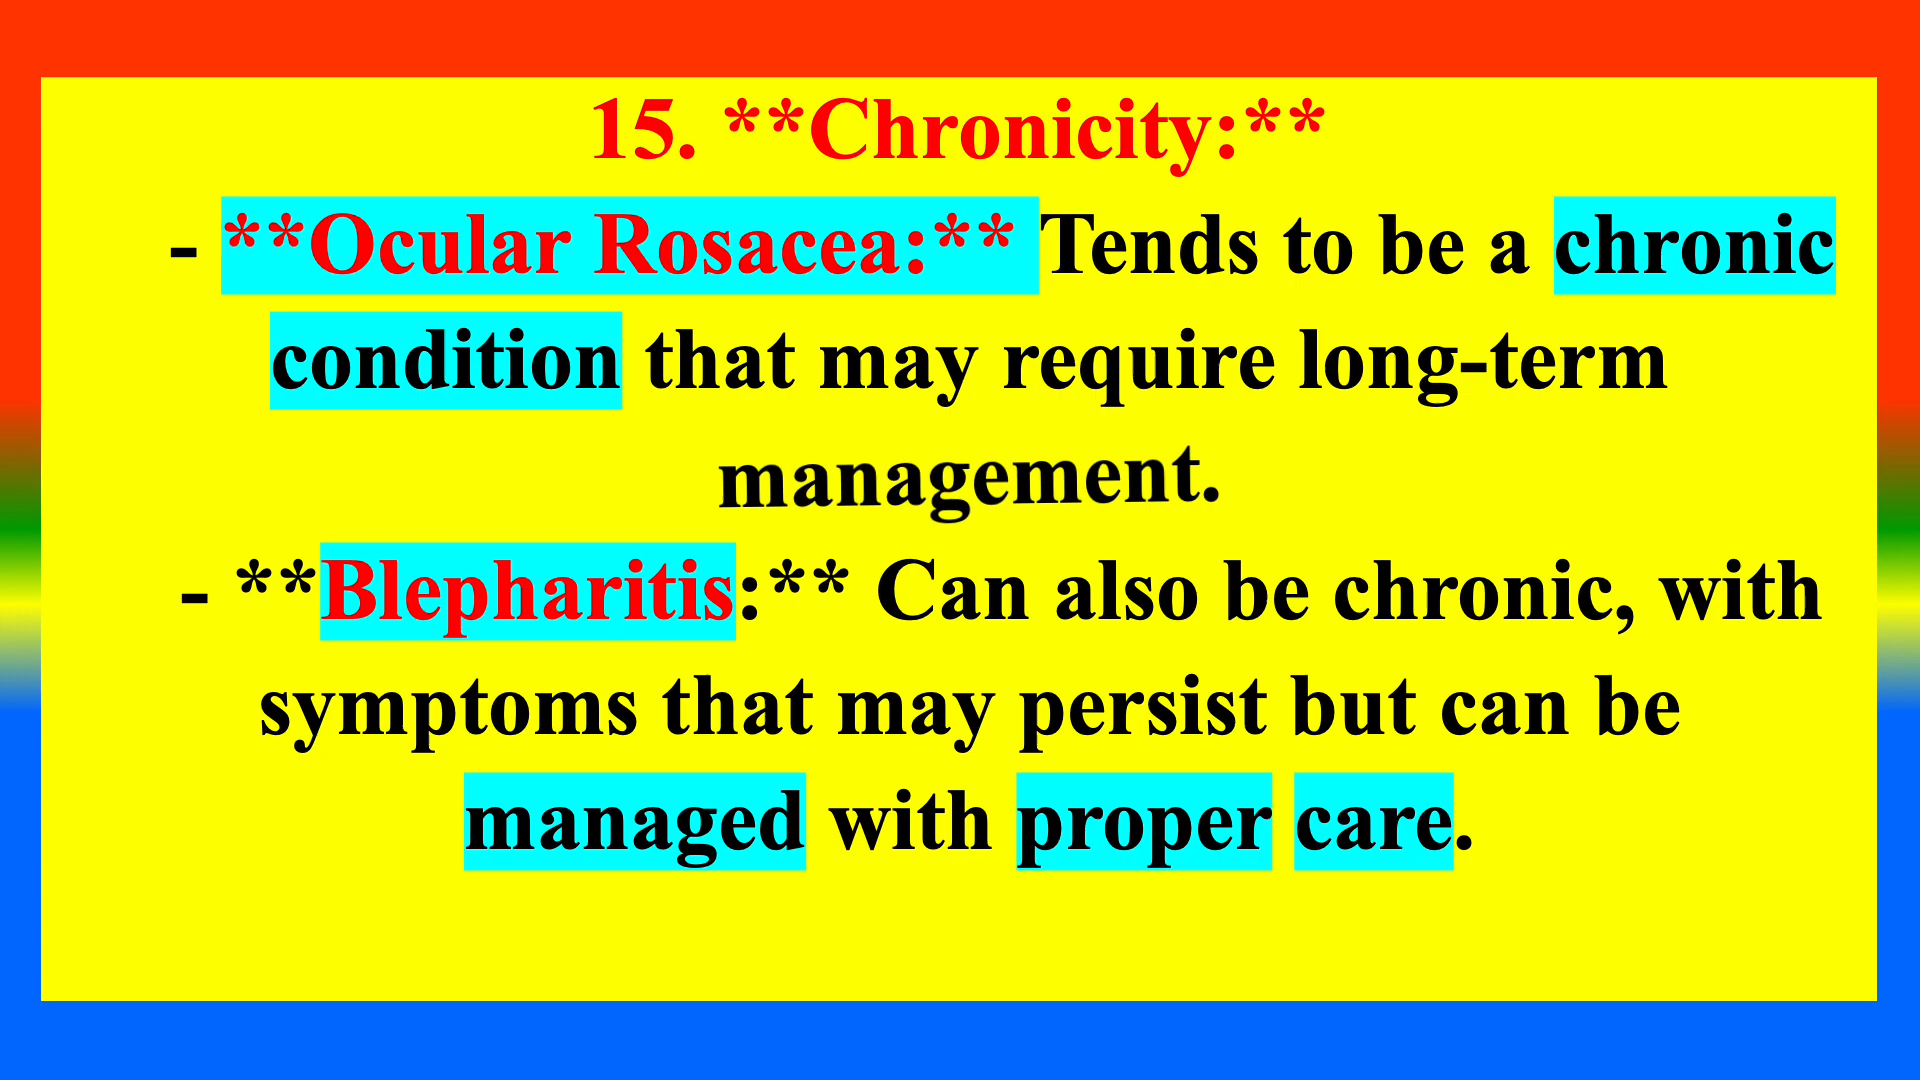 15. **Chronicity:**
- **Ocular Rosacea:** Tends to be a chronic
condition that may require long-term
management.
- **Blepharitis:** Can also be chronic, with
symptoms that may persist but can be
managed with proper care.